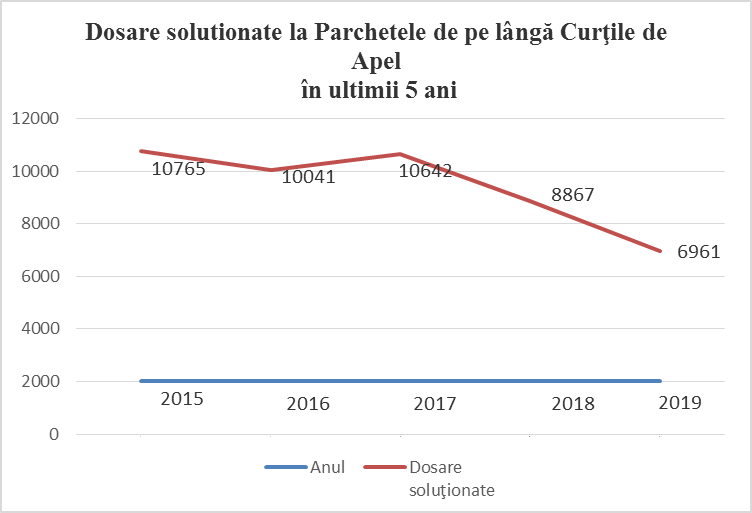 Dosare solutionate la Parchetele de pe lângă Curţile de
Apel
în ultimii 5 ani
12000
10000
8000
6000
4000
2000
0
10765
10041
10642
8867
6961
2015
2016
2017
2018
2019
Anul
Dosare
soluţionate